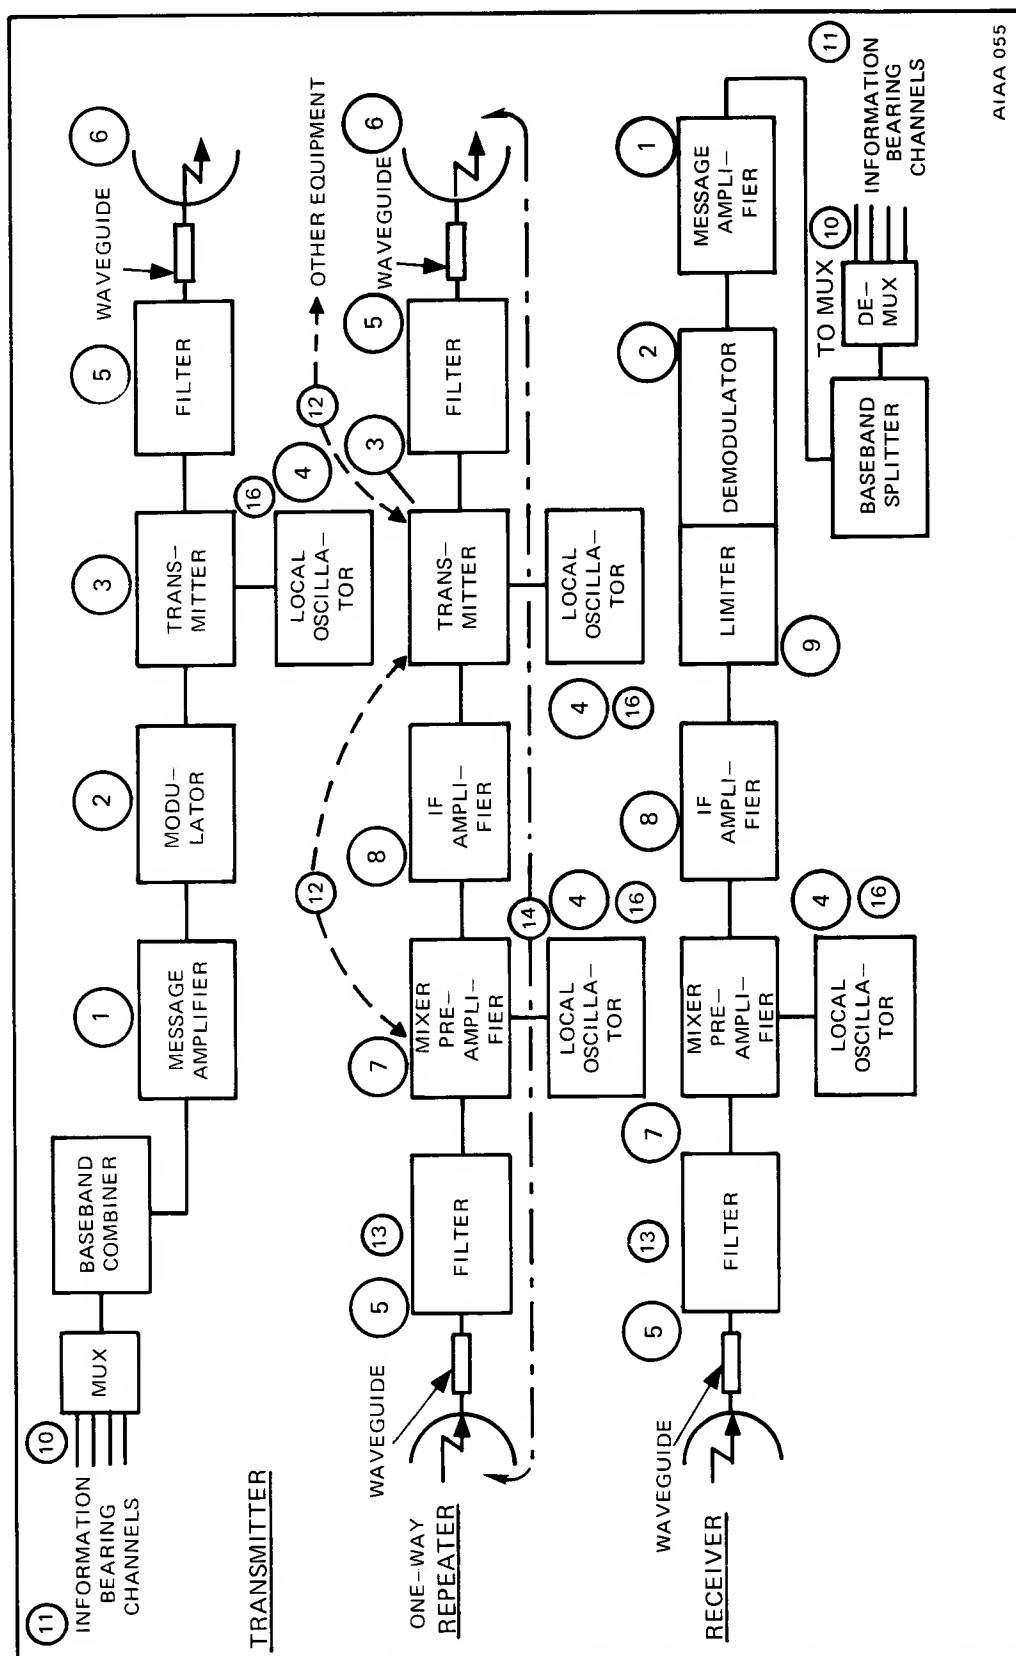 11
INFORMATION
BEARING
CHANNELS
10
MUX
BASEBAND
COMBINER
1
MESSAGE
AMPLIFIER
2
MODU–
LATOR
3
TRANS–
MITTER
16
4
LOCAL
OSCILLA–
TOR
5
FILTER
WAVEGUIDE
6
TRANSMITTER
12
12
OTHER EQUIPMENT
ONE–WAY
REPEATER
WAVEGUIDE
5
13
FILTER
7
MIXER
PRE–
AMPLI–
FIER
14
4
16
LOCAL
OSCILLA–
TOR
8
IF
AMPLI–
FIER
3
TRANS–
MITTER
4
16
LOCAL
OSCILLA–
TOR
5
FILTER
WAVEGUIDE
6
RECEIVER
WAVEGUIDE
5
13
FILTER
7
MIXER
PRE–
AMPLI–
FIER
4
16
LOCAL
OSCILLA–
TOR
8
IF
AMPLI–
FIER
9
LIMITER
2
DEMODULATOR
1
MESSAGE
AMPLI–
FIER
BASEBAND
SPLITTER
TO MUX
DE–
MUX
10
11
INFORMATION
BEARING
CHANNELS
AIAA 055